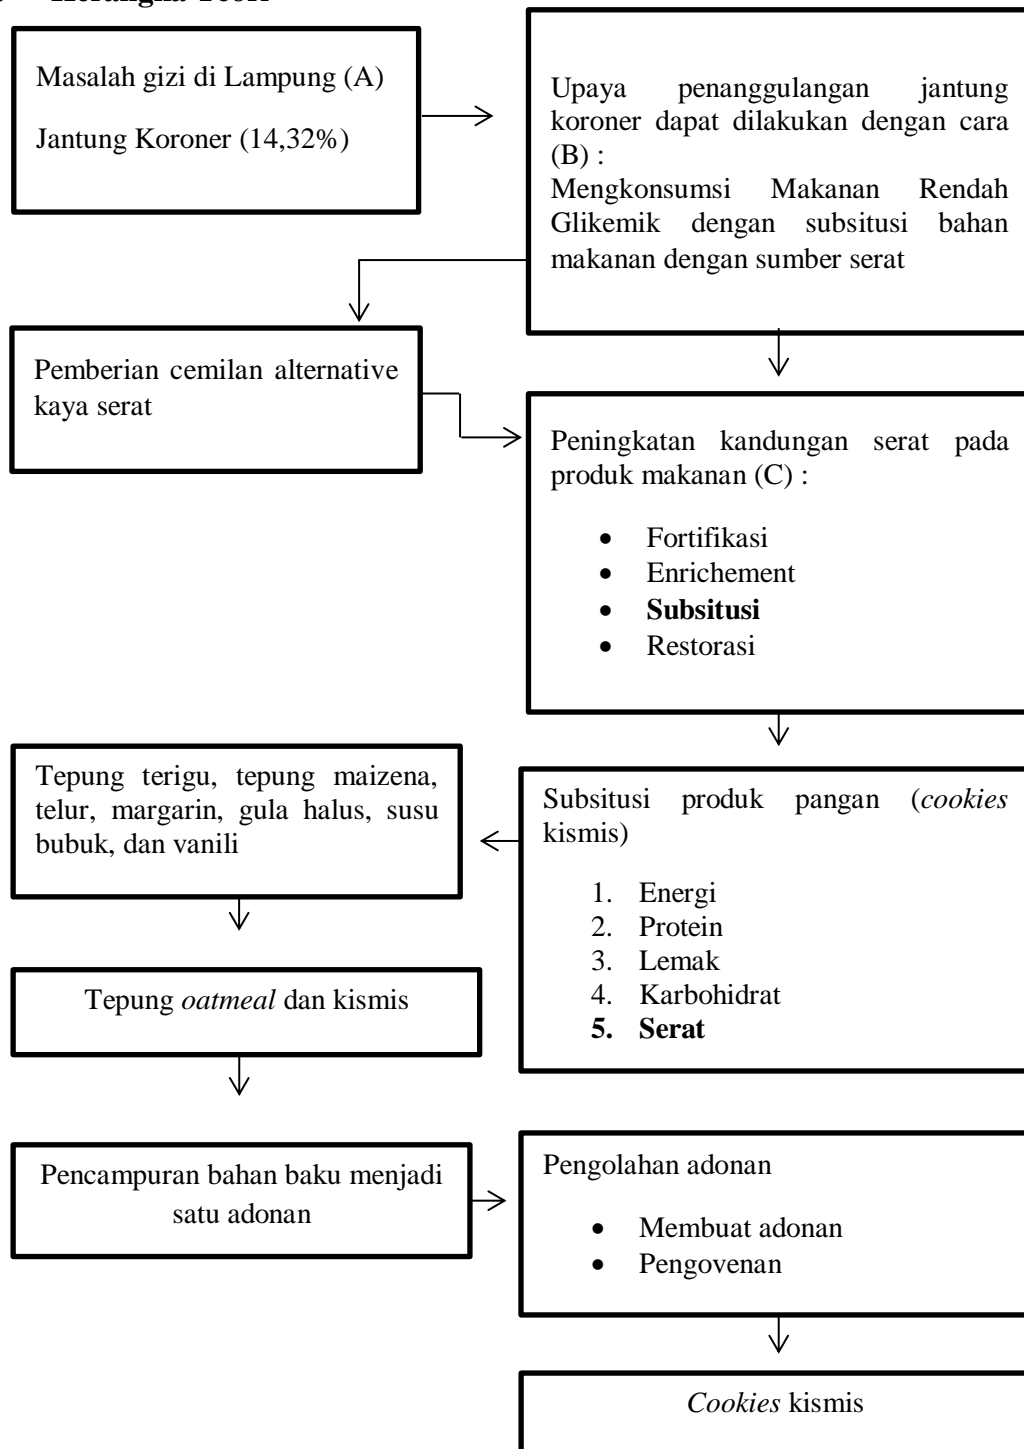 Kerangka Teori
Masalah gizi di Lampung (A)
Jantung Koroner (14,32%)
Upaya penanggulangan jantung
koroner dapat dilakukan dengan cara
(B) :
Mengkonsumsi Makanan Rendah
Glikemik dengan subsitusi bahan
makanan dengan sumber serat
Pemberian cemilan alternative
kaya serat
Peningkatan kandungan serat pada
produk makanan (C) :
• Fortifikasi
• Enrichement
• Subsitusi
• Restorasi
Subsitusi produk pangan (cookies
kismis)
1. Energi
2. Protein
3. Lemak
4. Karbohidrat
5. Serat
Tepung terigu, tepung maizena,
telur, margarin, gula halus, susu
bubuk, dan vanili
Tepung oatmeal dan kismis
Pencampuran bahan baku menjadi
satu adonan
Pengolahan adonan
• Membuat adonan
• Pengovenan
Cookies kismis